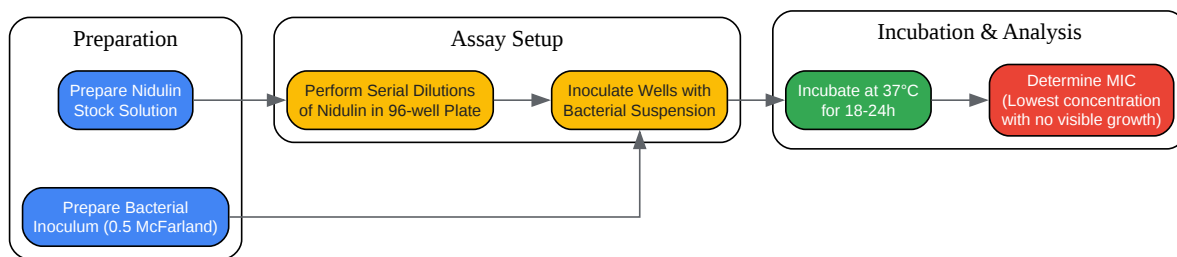 Preparation
Prepare Nidulin
Stock Solution
Prepare Bacterial
Inoculum (0.5 McFarland)
Assay Setup
Perform Serial Dilutions
of Nidulin in 96-well Plate
Inoculate Wells with
Bacterial Suspension
Incubation & Analysis
Incubate at 37°C
for 18-24h
Determine MIC
(Lowest concentration
with no visible growth)